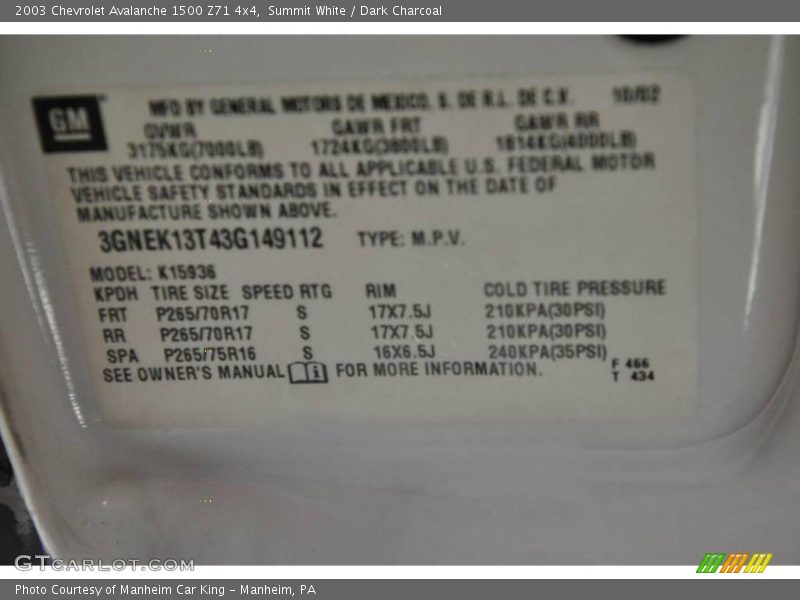 2003 Chevrolet Avalanche 1500 Z71 4x4, Summit White / Dark Charcoal
GM MFD BY GENERAL MOTORS DE MEXICO. S. DE R.L. DE C.V. 10/02
GVWR GAWR FRT GAWR RR
3175KG(7000LB) 1724KG(3800LB) 1814KG(4000LB)
THIS VEHICLE CONFORMS TO ALL APPLICABLE U.S. FEDERAL MOTOR
VEHICLE SAFETY STANDARDS IN EFFECT ON THE DATE OF
MANUFACTURE SHOWN ABOVE.
3GNEK13T43G149112 TYPE: M.P.V.
MODEL: K15936
KPDH TIRE SIZE SPEED RTG RIM COLD TIRE PRESSURE
FRT P265/70R17 S 17X7.5J 210KPA(30PSI)
RR P265/70R17 S 17X7.5J 210KPA(30PSI)
SPA P265/75R16 S 16X6.5J 240KPA(35PSI)
SEE OWNER'S MANUAL i FOR MORE INFORMATION.
F 466
T 434
GTCARLOT.COM
Photo Courtesy of Manheim Car King - Manheim, PA